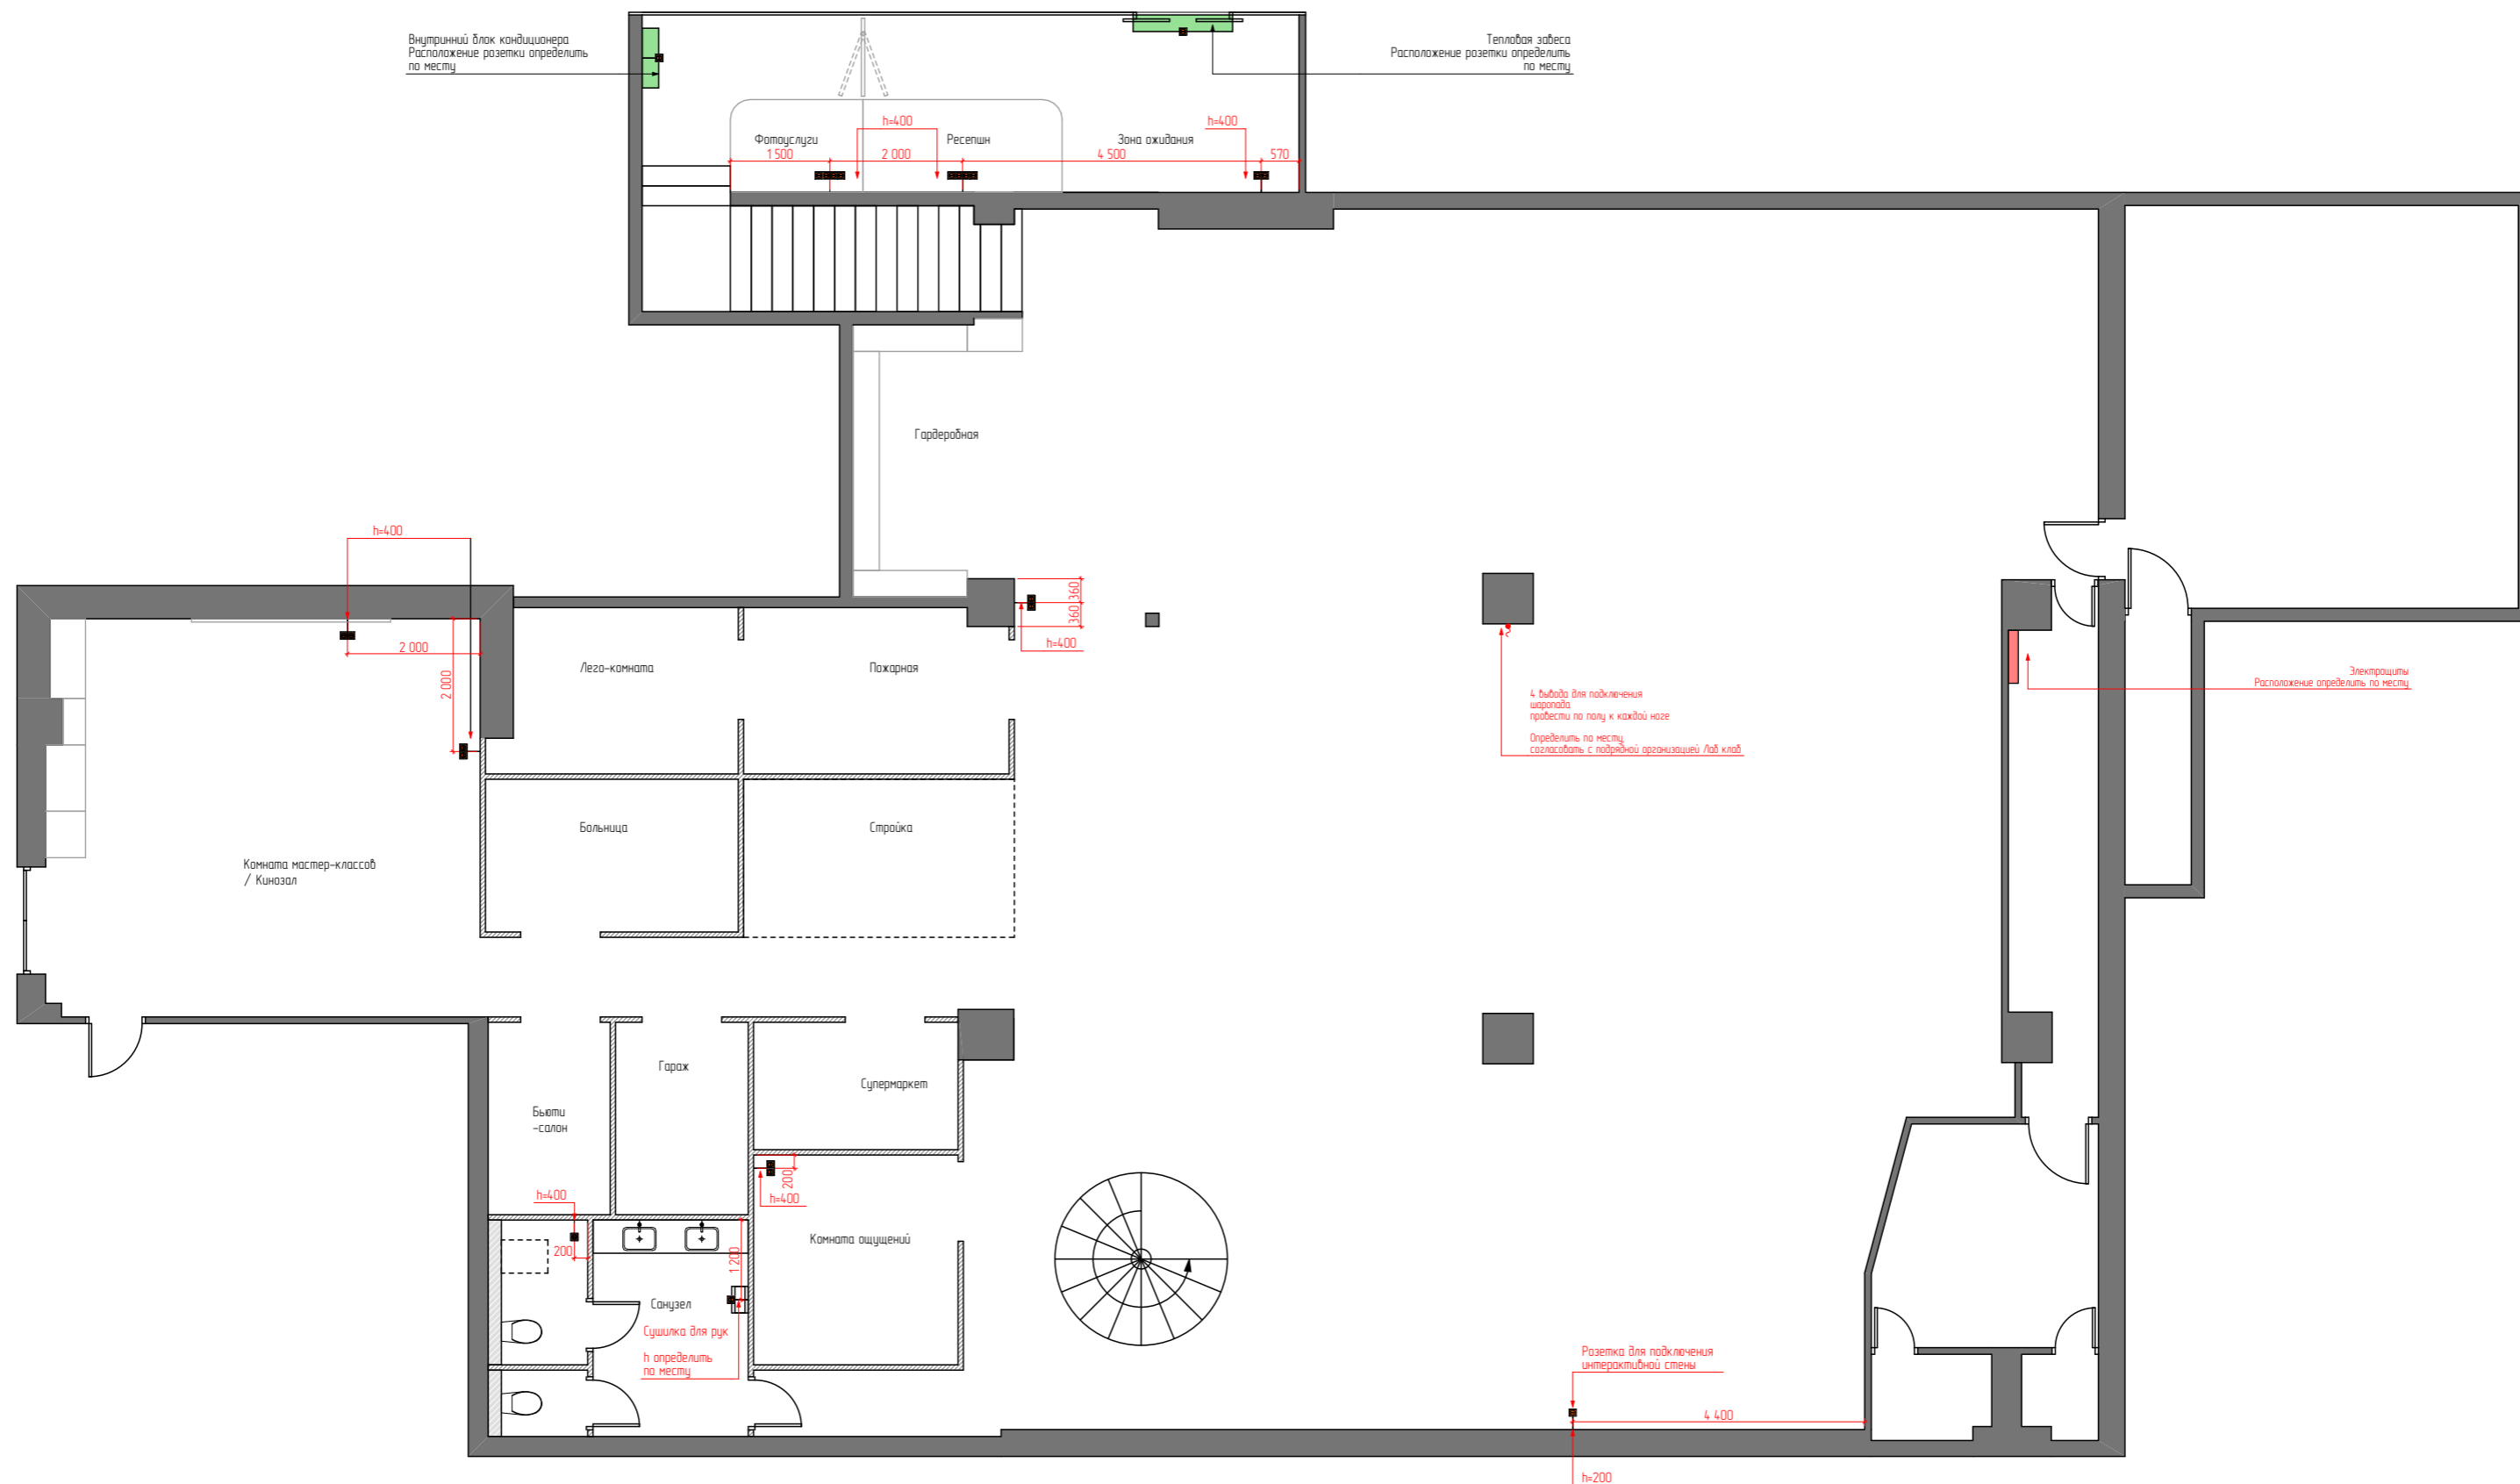 Внутринний блок кондиционера
Расположение розетки определить
по месту
Тепловая завеса
Расположение розетки определить
по месту
h=400
h=400
Фотоуслуги
Ресепшн
Зона ожидания
1 500
2 000
4 500
570
Гардеробная
h=400
2 000
2 000
360
360
h=400
Лего-комната
Пожарная
4 вывода для подключения
шаропада
провести по полу к каждой ноге
Определить по месту
согласовать с подрядной организацией Лаб клаб
Электрощиты
Расположение определить по месту
Больница
Стройка
Комната мастер-классов
/ Кинозал
Гараж
Супермаркет
Бьюти
-салон
200
h=400
h=400
200
1 200
Комната ощущений
Санузел
Сушилка для рук
h определить
по месту
Розетка для подключения
интерактивной стены
4 400
h=200